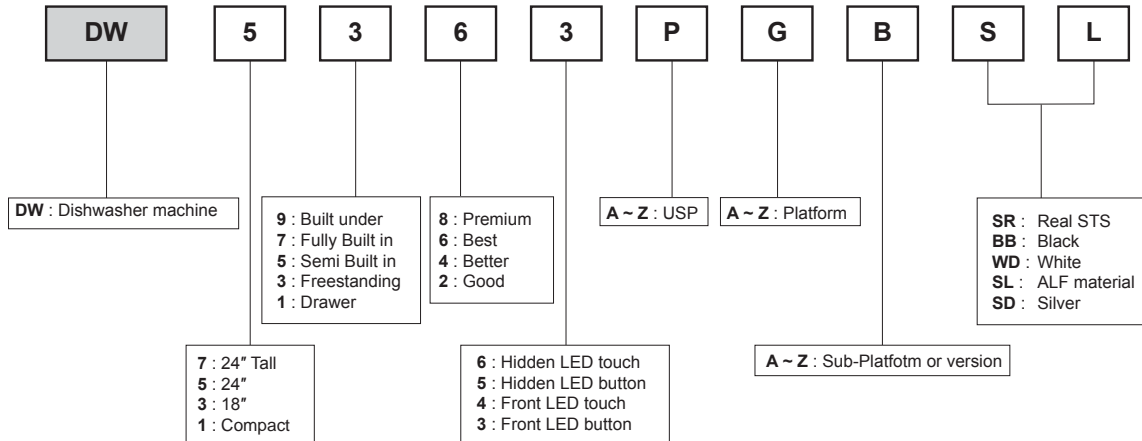 DW 5 3 6 3 P G B S L
DW : Dishwasher machine
9 : Built under
7 : Fully Built in
5 : Semi Built in
3 : Freestanding
1 : Drawer
8 : Premium
6 : Best
4 : Better
2 : Good
A ~ Z : USP
A ~ Z : Platform
SR : Real STS
BB : Black
WD : White
SL : ALF material
SD : Silver
7 : 24″ Tall
5 : 24″
3 : 18″
1 : Compact
6 : Hidden LED touch
5 : Hidden LED button
4 : Front LED touch
3 : Front LED button
A ~ Z : Sub-Platfotm or version